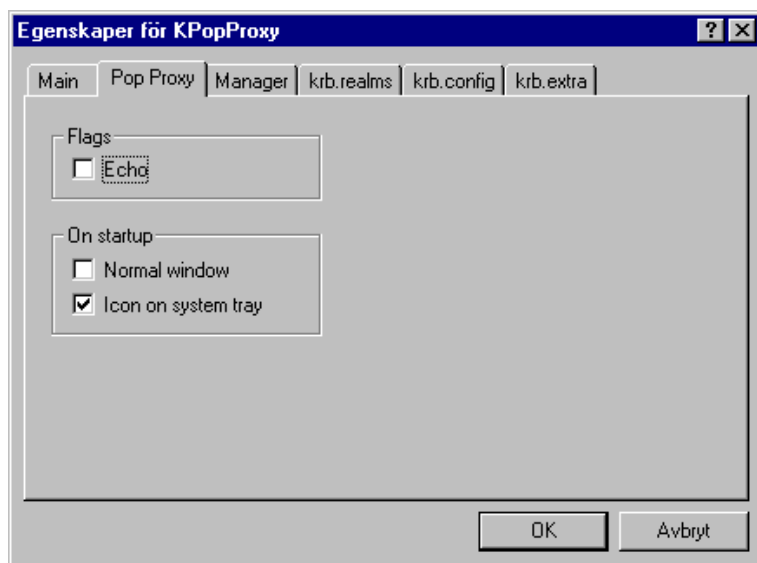 Egenskaper för KPopProxy
Main Pop Proxy Manager krb.realms krb.config krb.extra
Flags
Echo
On startup
Normal window
Icon on system tray
OK Avbryt